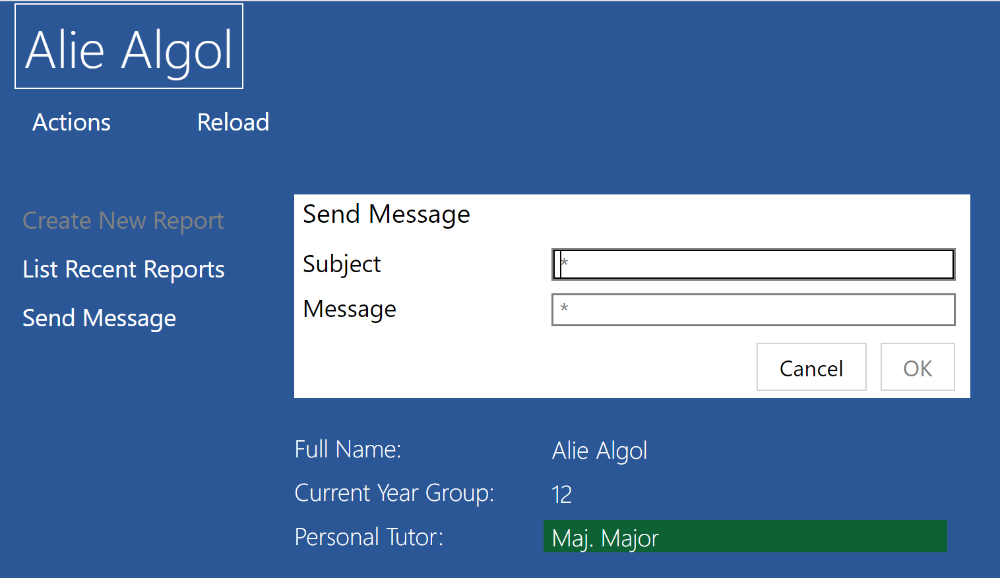 Alie Algol
Actions Reload
Create New Report
List Recent Reports
Send Message
Send Message
Subject *
Message *
Cancel OK
Full Name: Alie Algol
Current Year Group: 12
Personal Tutor: Maj. Major